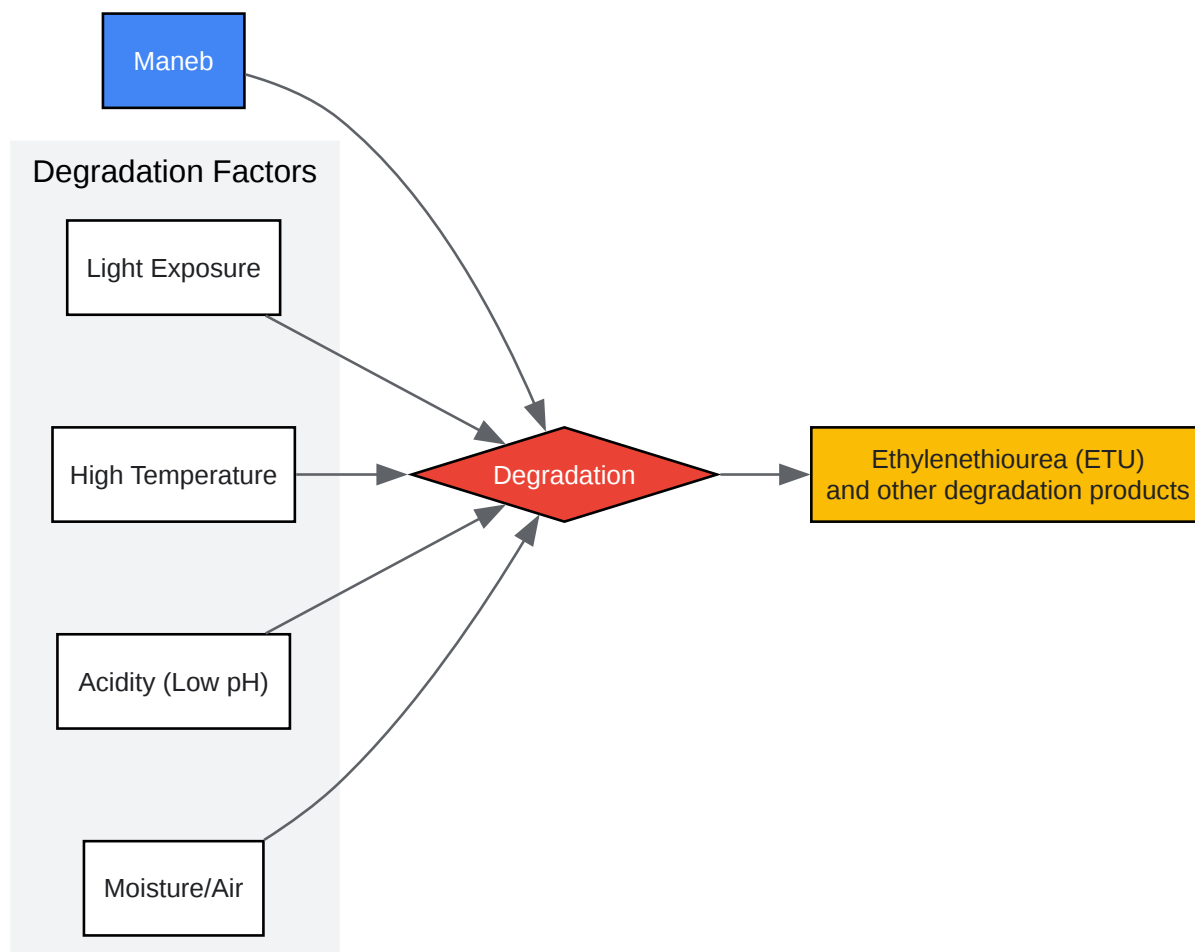 Maneb
Degradation Factors
Light Exposure
High Temperature
Acidity (Low pH)
Moisture/Air
Degradation
Ethylenethiourea (ETU)
and other degradation products